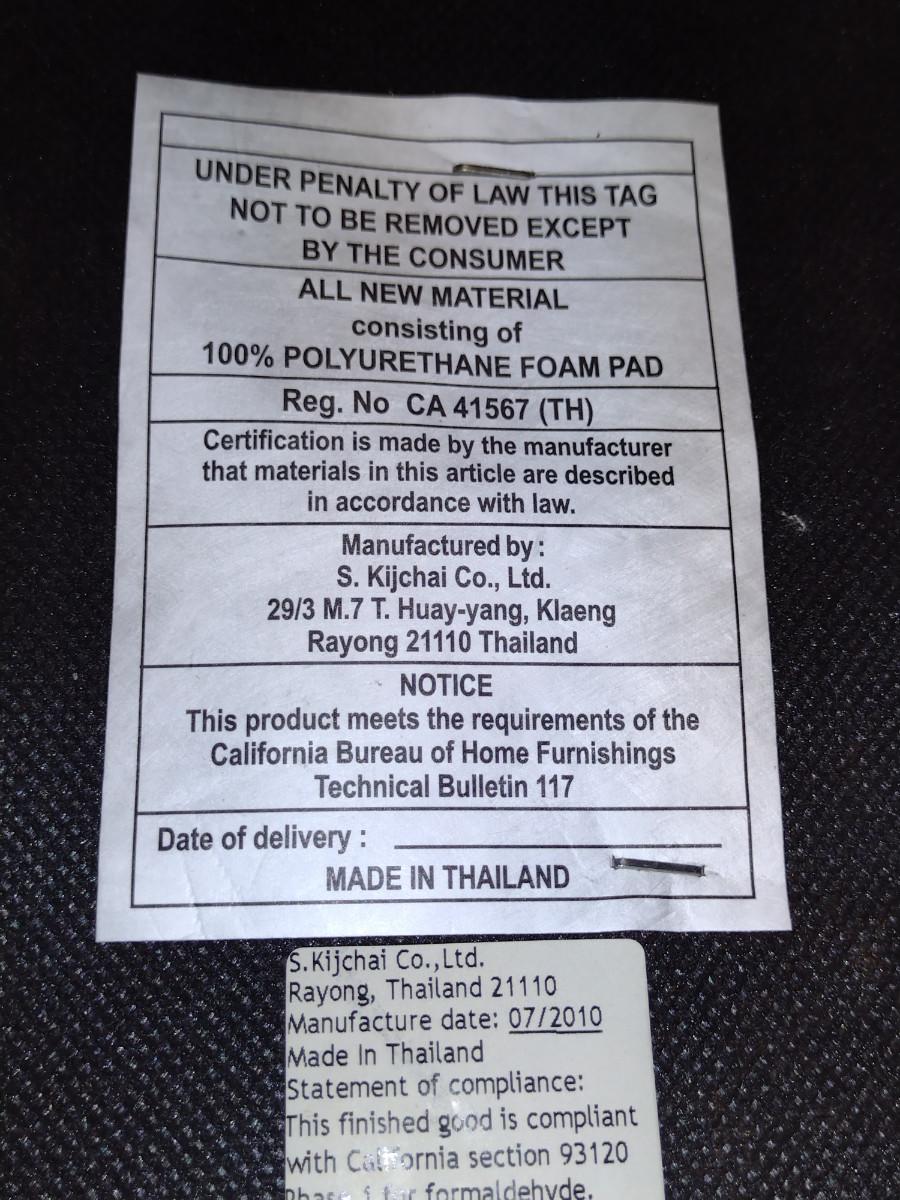 UNDER PENALTY OF LAW THIS TAG
NOT TO BE REMOVED EXCEPT
BY THE CONSUMER
ALL NEW MATERIAL
consisting of
100% POLYURETHANE FOAM PAD
Reg. No CA 41567 (TH)
Certification is made by the manufacturer
that materials in this article are described
in accordance with law.
Manufactured by :
S. Kijchai Co., Ltd.
29/3 M.7 T. Huay-yang, Klaeng
Rayong 21110 Thailand
NOTICE
This product meets the requirements of the
California Bureau of Home Furnishings
Technical Bulletin 117
Date of delivery :
MADE IN THAILAND
S.Kijchai Co.,Ltd.
Rayong, Thailand 21110
Manufacture date: 07/2010
Made In Thailand
Statement of compliance:
This finished good is compliant
with California section 93120
Phase 1 for formaldehyde.